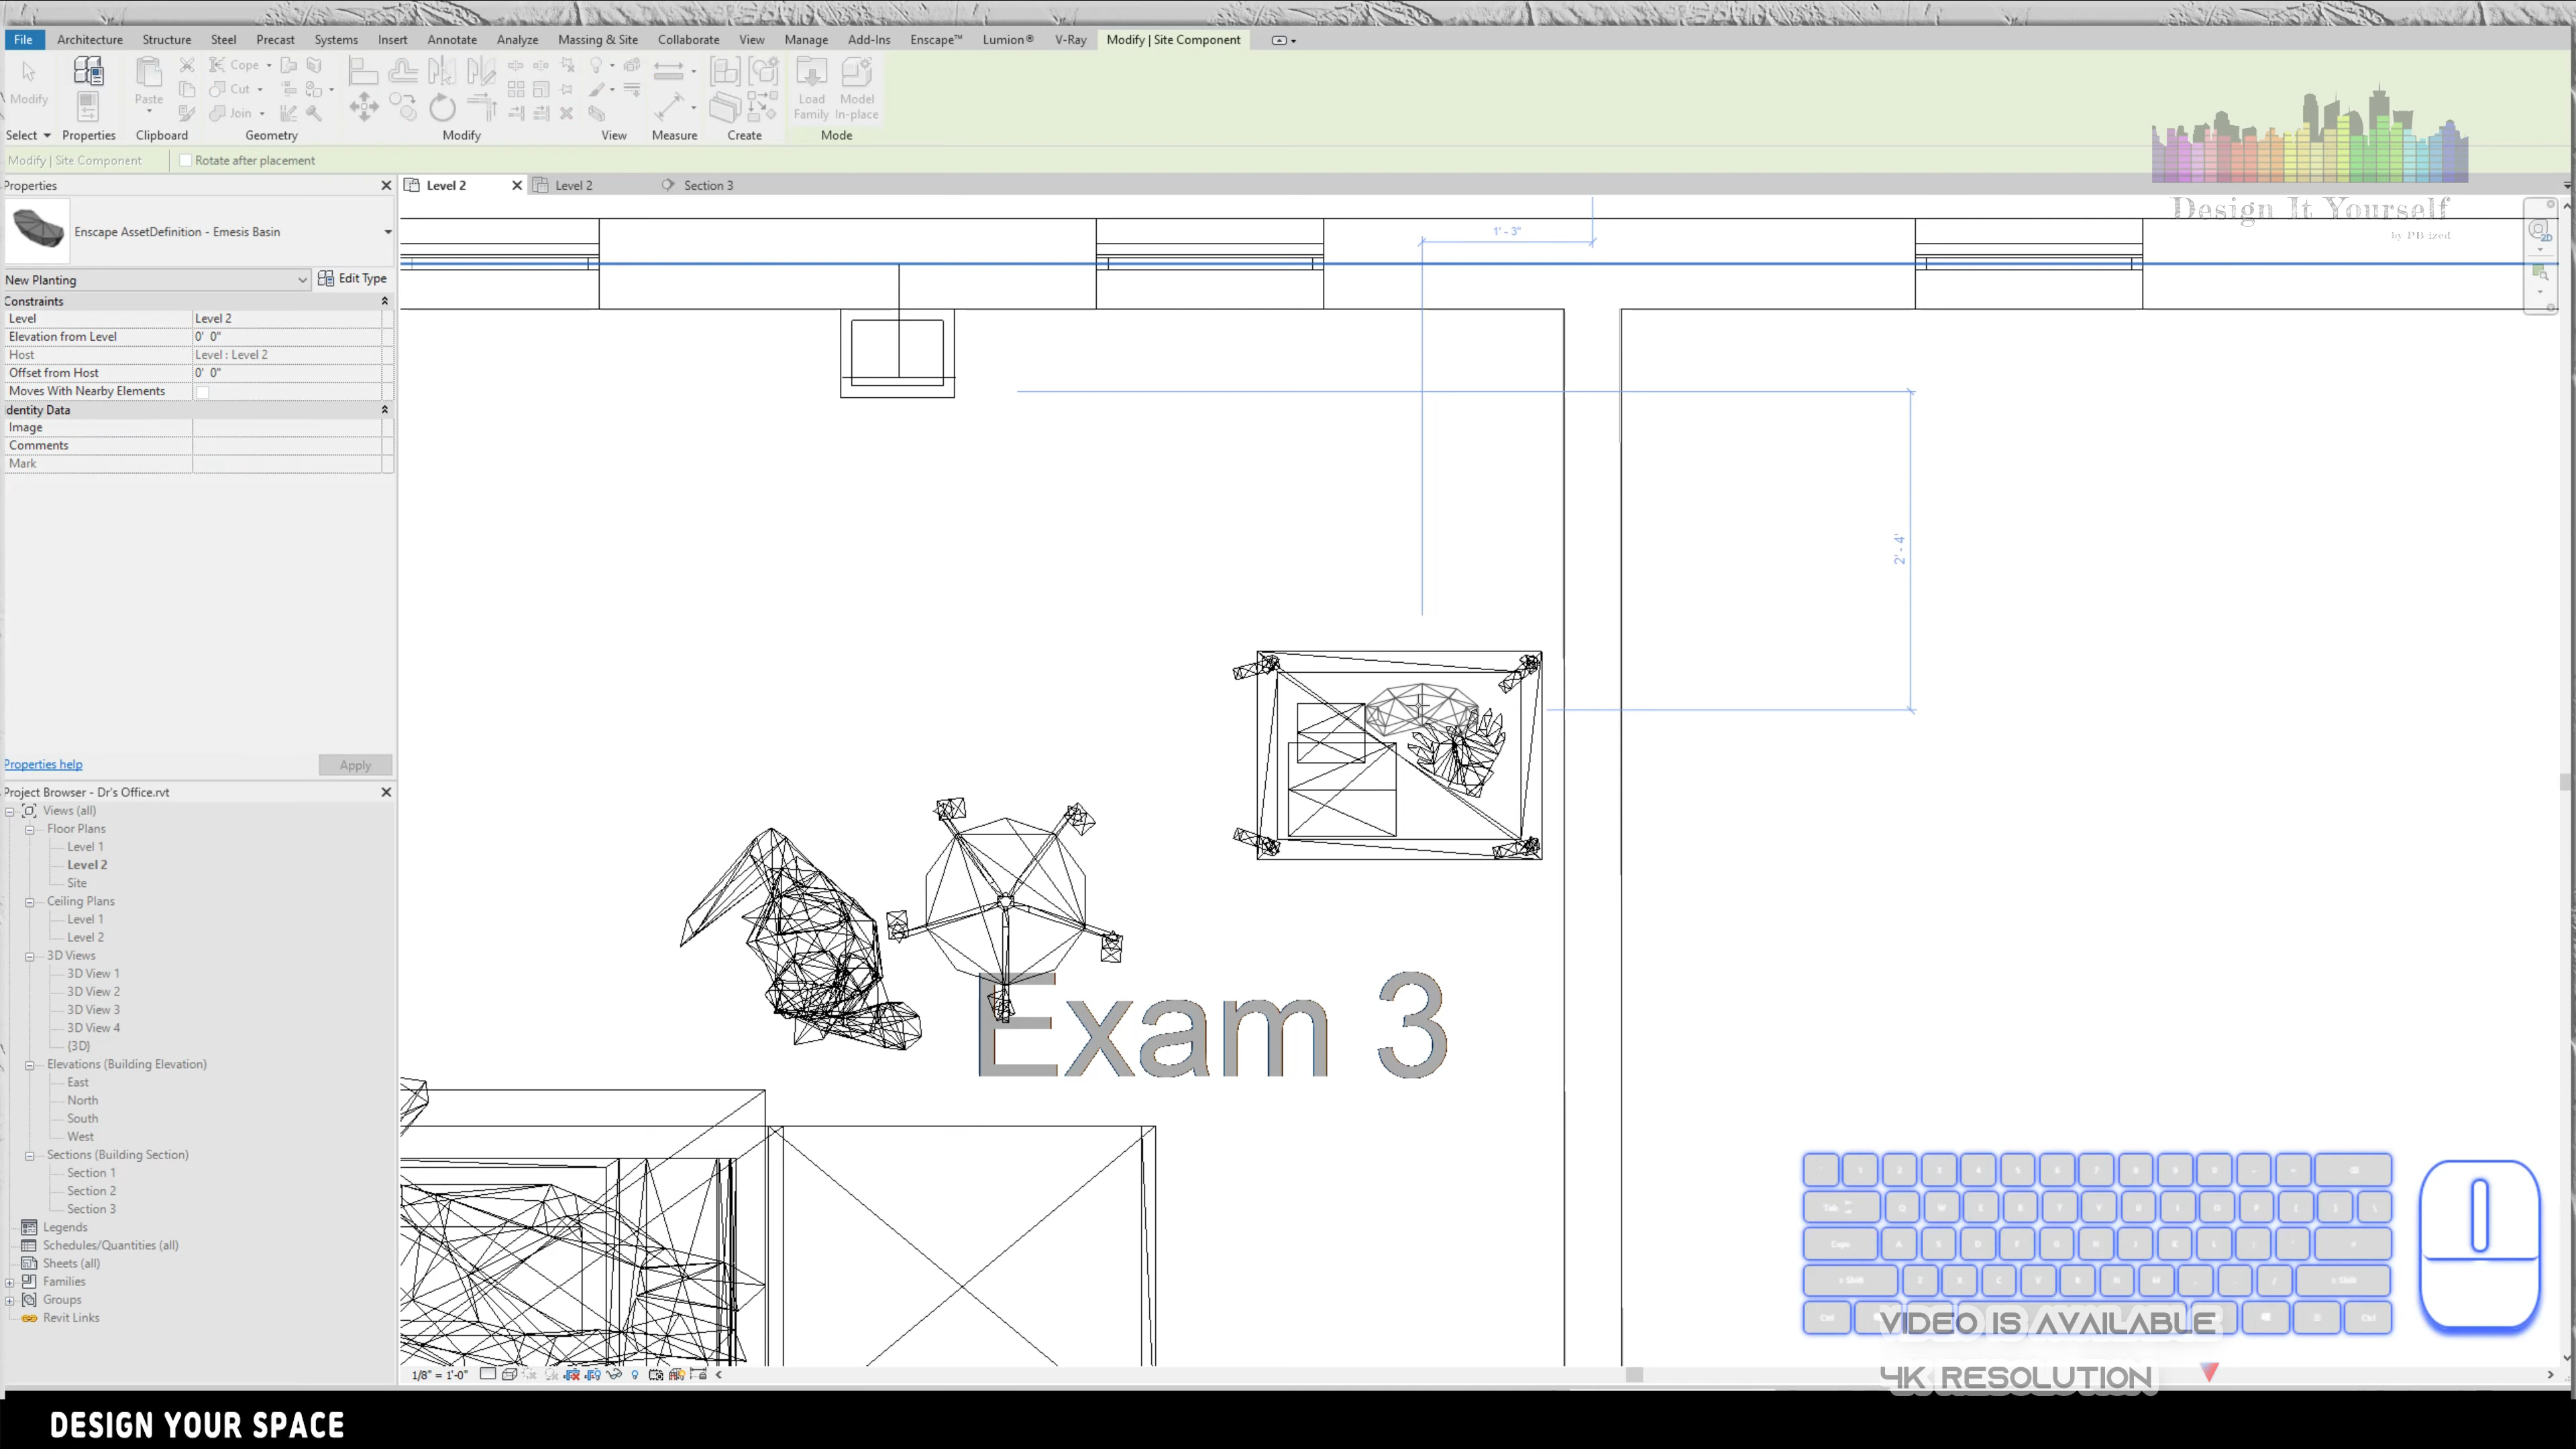 File Architecture Structure Steel Precast Systems Insert Annotate Analyze Massing & Site Collaborate View Manage Add-Ins Enscape™ Lumion® V-Ray Modify | Site Component
Modify Paste Cope Cut Join Load Family Model In-place
Select Properties Clipboard Geometry Modify View Measure Create Mode
Modify | Site Component Rotate after placement
Properties
Level 2 Level 2 Section 3
Enscape AssetDefinition - Emesis Basin
New Planting Edit Type
Constraints
Level Level 2
Elevation from Level 0' 0"
Host Level : Level 2
Offset from Host 0' 0"
Moves With Nearby Elements
Identity Data
Image
Comments
Mark
Properties help Apply
Project Browser - Dr's Office.rvt
Views (all)
Floor Plans
Level 1
Level 2
Site
Ceiling Plans
Level 1
Level 2
3D Views
3D View 1
3D View 2
3D View 3
3D View 4
{3D}
Elevations (Building Elevation)
East
North
South
West
Sections (Building Section)
Section 1
Section 2
Section 3
Legends
Schedules/Quantities (all)
Sheets (all)
Families
Groups
Revit Links
Design It Yourself
by PB ized
2D
1' - 3"
2' - 4'
Exam 3
1/8" = 1'-0"
VIDEO IS AVAILABLE
4K RESOLUTION
DESIGN YOUR SPACE